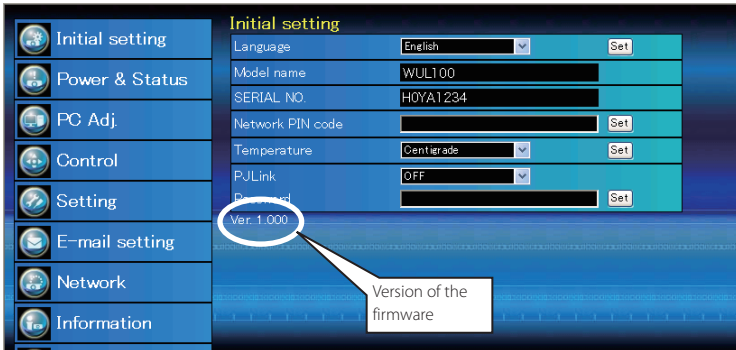 Initial setting
Power & Status
PC Adj.
Control
Setting
E-mail setting
Network
Information
Initial setting
Language English Set
Model name WUL100
SERIAL NO. H0YA1234
Network PIN code Set
Temperature Centigrade Set
PJLink OFF
Password Set
Ver. 1.000
Version of the
firmware